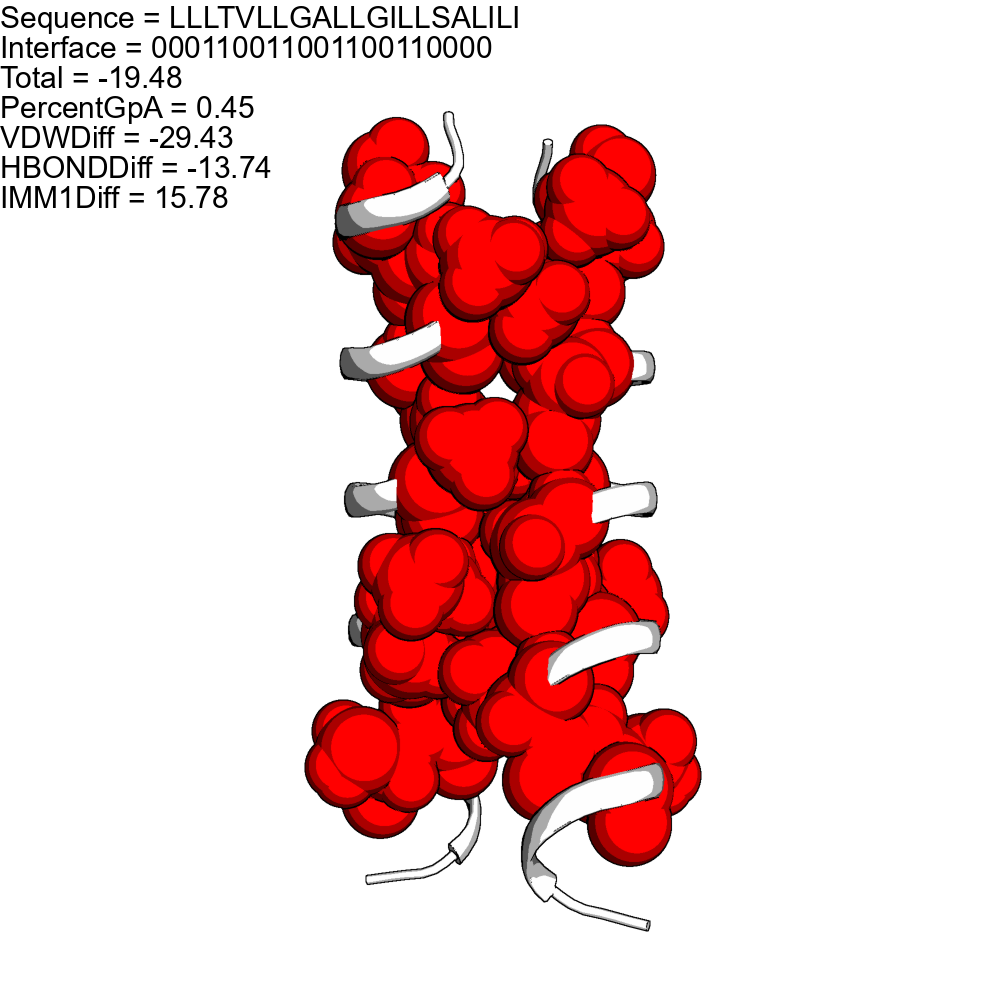 Sequence = LLLTVLLGALLGILLSALILI
Interface = 000110011001100110000
Total = -19.48
PercentGpA = 0.45
VDWDiff = -29.43
HBONDDiff = -13.74
IMM1Diff = 15.78